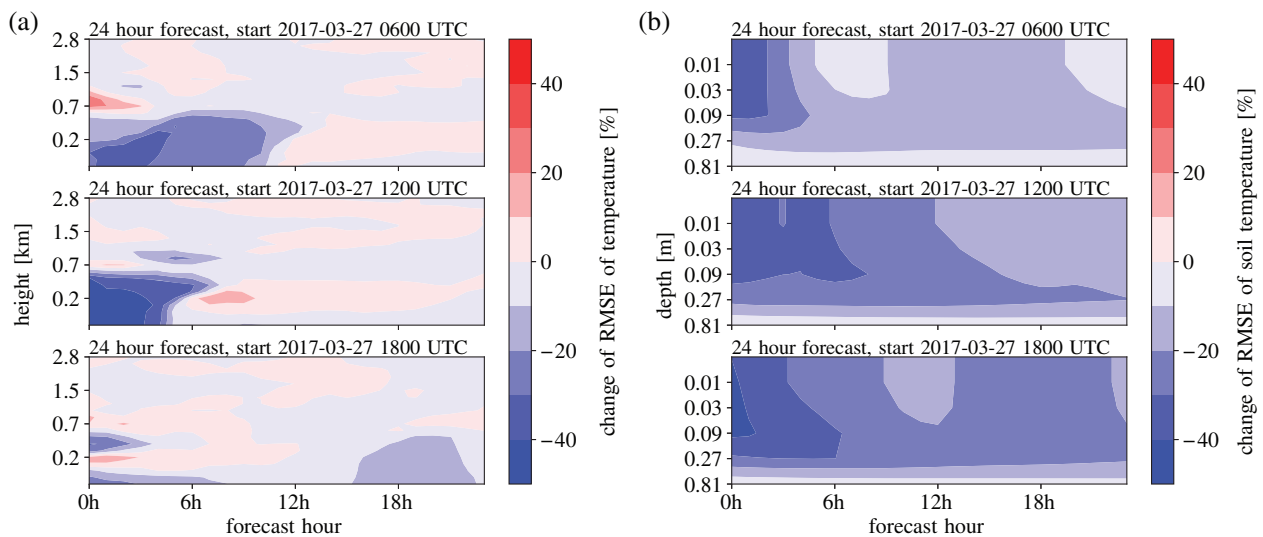 (a)
24 hour forecast, start 2017-03-27 0600 UTC
2.8
1.5
0.7
0.2
24 hour forecast, start 2017-03-27 1200 UTC
2.8
1.5
0.7
0.2
height [km]
24 hour forecast, start 2017-03-27 1800 UTC
2.8
1.5
0.7
0.2
0h
6h
12h
18h
forecast hour
40
20
0
−20
−40
change of RMSE of temperature [%]
(b)
24 hour forecast, start 2017-03-27 0600 UTC
0.01
0.03
0.09
0.27
0.81
24 hour forecast, start 2017-03-27 1200 UTC
0.01
0.03
0.09
0.27
0.81
depth [m]
24 hour forecast, start 2017-03-27 1800 UTC
0.01
0.03
0.09
0.27
0.81
0h
6h
12h
18h
forecast hour
40
20
0
−20
−40
change of RMSE of soil temperature [%]